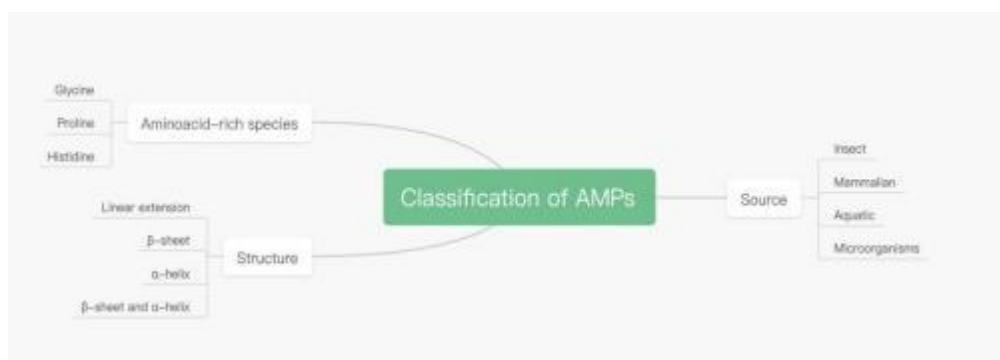 Glycine
Proline
Histidine
Aminoacid-rich species
Linear extension
β-sheet
α-helix
β-sheet and α-helix
Structure
Classification of AMPs
Source
Insect
Mammalian
Aquatic
Microorganisms